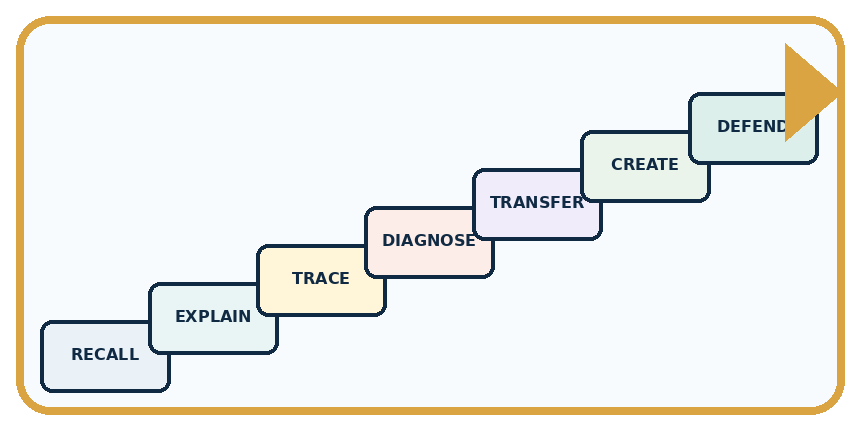 RECALL
EXPLAIN
TRACE
DIAGNOSE
TRANSFER
CREATE
DEFEND